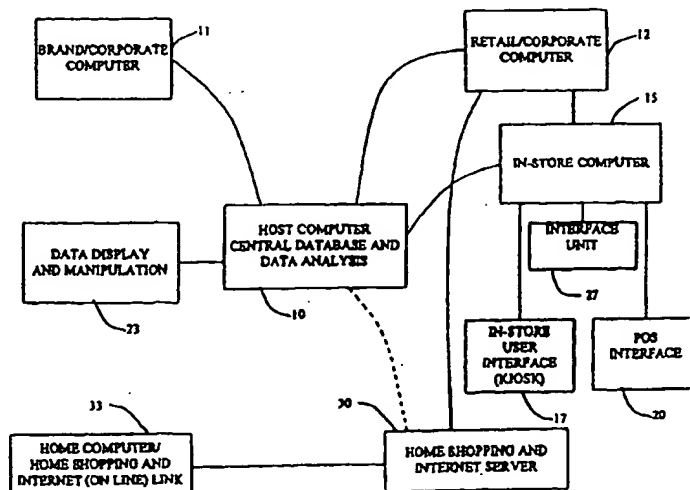 BRAND/CORPORATE
COMPUTER
11
RETAIL/CORPORATE
COMPUTER
12
15
IN-STORE COMPUTER
HOST COMPUTER
CENTRAL DATABASE AND
DATA ANALYSIS
10
INTERFACE
UNIT
27
DATA DISPLAY
AND MANIPULATION
23
IN-STORE
USER
INTERFACE
(KIOSK)
17
POS
INTERFACE
20
33
HOME COMPUTER/
HOME SHOPPING AND
INTERNET (ON LINE) LINK
30
HOME SHOPPING AND
INTERNET SERVER